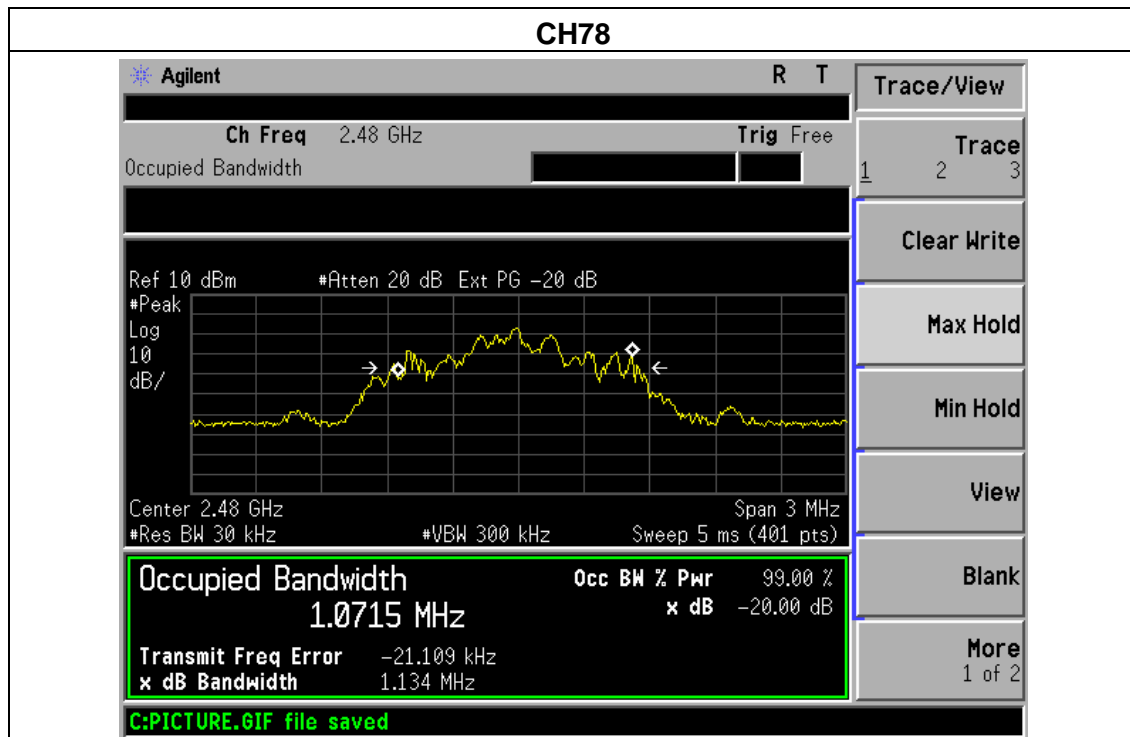 CH78
Agilent R T
Trace/View
Ch Freq 2.48 GHz Trig Free
Occupied Bandwidth
Trace
1 2 3
Clear Write
Max Hold
Min Hold
View
Blank
More
1 of 2
Ref 10 dBm #Atten 20 dB Ext PG -20 dB
#Peak
Log
10
dB/
Center 2.48 GHz Span 3 MHz
#Res BW 30 kHz #VBW 300 kHz Sweep 5 ms (401 pts)
Occupied Bandwidth Occ BW % Pwr 99.00 %
1.0715 MHz x dB -20.00 dB
Transmit Freq Error -21.109 kHz
x dB Bandwidth 1.134 MHz
C:PICTURE.GIF file saved